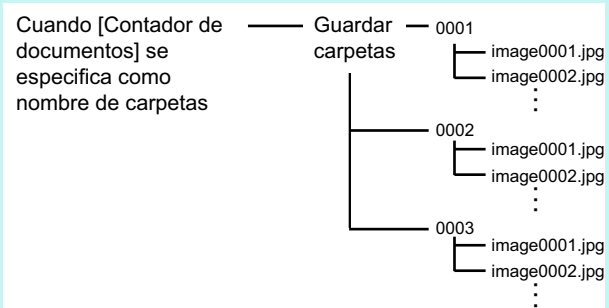 Cuando [Contador de
documentos] se
especifica como
nombre de carpetas
Guardar
carpetas
0001
image0001.jpg
image0002.jpg
0002
image0001.jpg
image0002.jpg
0003
image0001.jpg
image0002.jpg